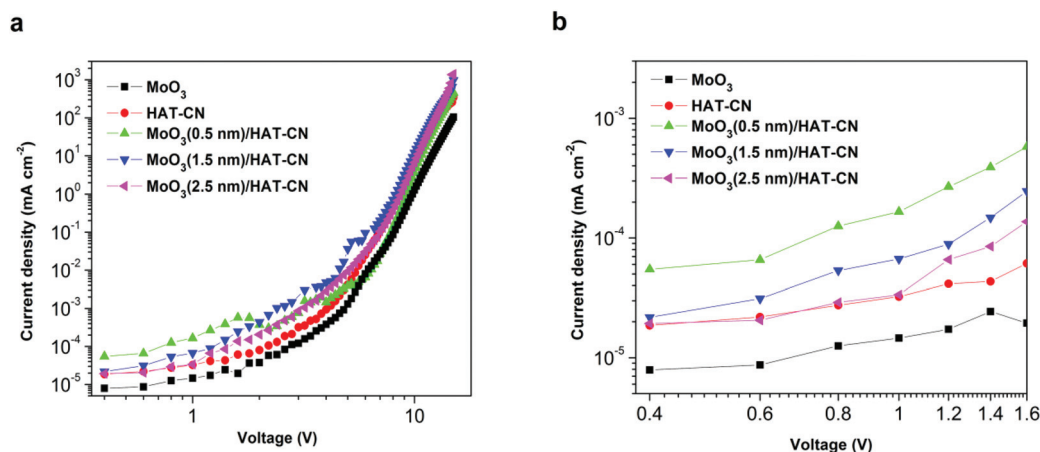 a
Current density (mA cm⁻²)
10³
10²
10¹
10⁰
10⁻¹
10⁻²
10⁻³
10⁻⁴
10⁻⁵
MoO₃
HAT-CN
MoO₃(0.5 nm)/HAT-CN
MoO₃(1.5 nm)/HAT-CN
MoO₃(2.5 nm)/HAT-CN
1 10
Voltage (V)
b
Current density (mA cm⁻²)
10⁻³
10⁻⁴
10⁻⁵
MoO₃
HAT-CN
MoO₃(0.5 nm)/HAT-CN
MoO₃(1.5 nm)/HAT-CN
MoO₃(2.5 nm)/HAT-CN
0.4 0.6 0.8 1 1.2 1.4 1.6
Voltage (V)